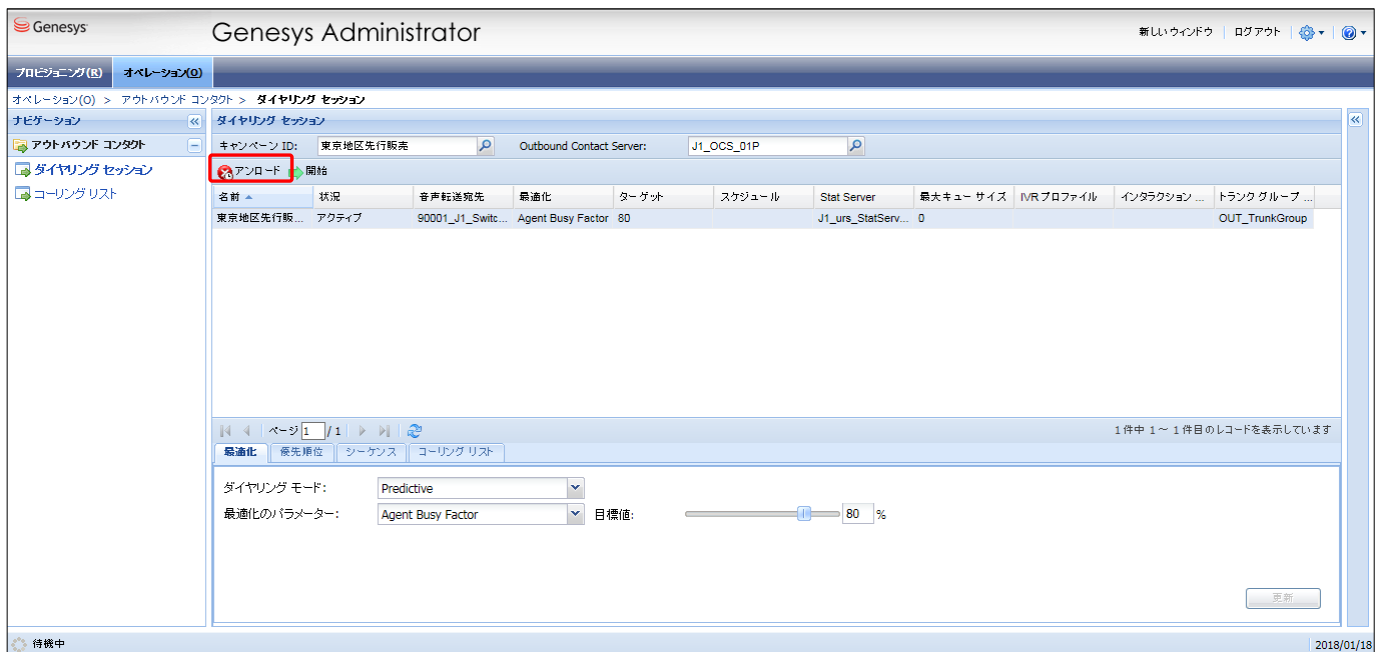 Genesys
Genesys Administrator
新しいウィンドウ ログアウト
プロビジョニング(R) オペレーション(O)
オペレーション(O) > アウトバウンド コンタクト > ダイヤリング セッション
ナビゲーション
アウトバウンド コンタクト
ダイヤリング セッション
コーリング リスト
ダイヤリング セッション
キャンペーン ID: 東京地区先行販売 Outbound Contact Server: J1_OCS_01P
アンロード 開始
名前 状況 音声転送宛先 最適化 ターゲット スケジュール Stat Server 最大キュー サイズ IVR プロファイル インタラクション ... トランク グループ ...
東京地区先行販... アクティブ 90001_J1_Switc... Agent Busy Factor 80 J1_urs_StatServ... 0 OUT_TrunkGroup
ページ 1 / 1
1 件中 1 ～ 1 件目のレコードを表示しています
最適化 優先順位 シーケンス コーリング リスト
ダイヤリング モード: Predictive
最適化のパラメーター: Agent Busy Factor 目標値: 80 %
更新
待機中
2018/01/18